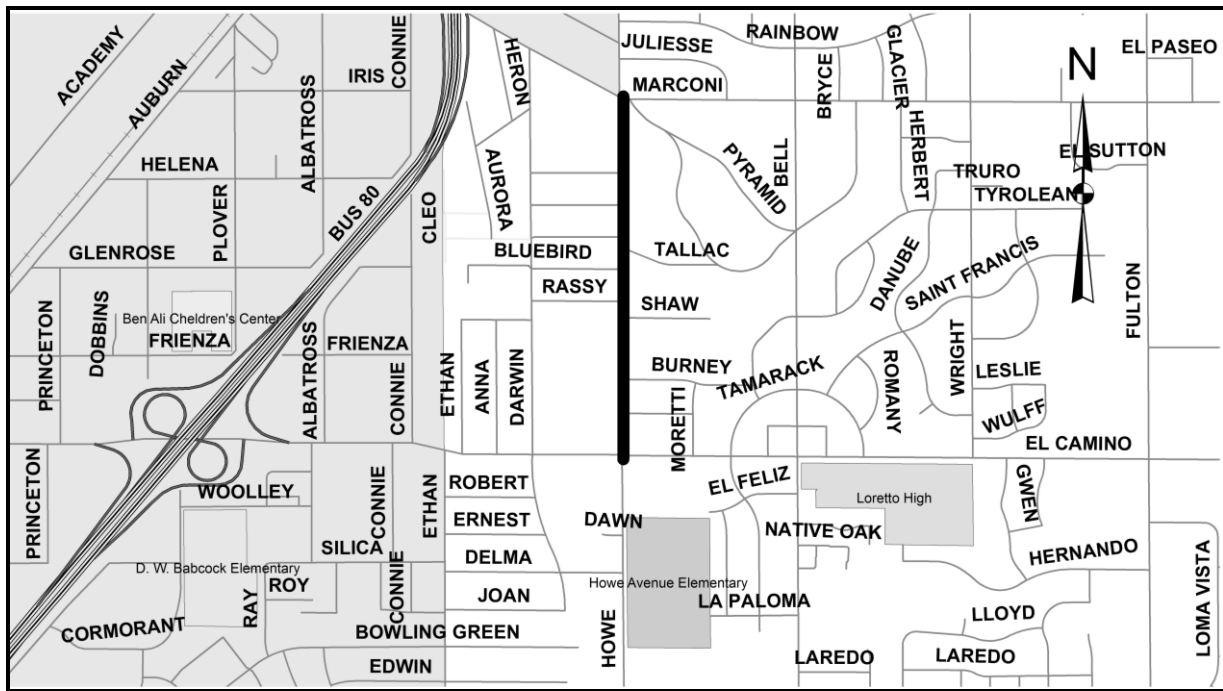 ACADEMY
AUBURN
IRIS
CONNIE
HERON
JULIESSE
RAINBOW
GLACIER
EL PASEO
MARCONI
BRYCE
N
HELENA
ALBATROSS
AURORA
PYRAMID
BELL
HERBERT
EL SUTTON
TRURO
TYROLEAN
PLOVER
BUS 80
CLEO
GLENROSE
BLUEBIRD
TALLAC
DANUBE
SAINT FRANCIS
RASSY
SHAW
FULTON
PRINCETON
DOBBINS
Ben Ali Cheldren's Center
FRIENZA
ALBATROSS
FRIENZA
CONNIE
ETHAN
ANNA
DARWIN
BURNEY
TAMARACK
ROMANY
WRIGHT
LESLIE
WULFF
MORETTI
EL CAMINO
PRINCETON
WOOLLEY
CONNIE
ETHAN
ROBERT
EL FELIZ
Loretto High
GWEN
ERNEST
DAWN
NATIVE OAK
SILICA
DELMA
HERNANDO
D. W. Babcock Elementary
ROY
CONNIE
JOAN
Howe Avenue Elementary
LA PALOMA
LOMA VISTA
RAY
LLOYD
CORMORANT
BOWLING GREEN
HOWE
EDWIN
LAREDO
LAREDO